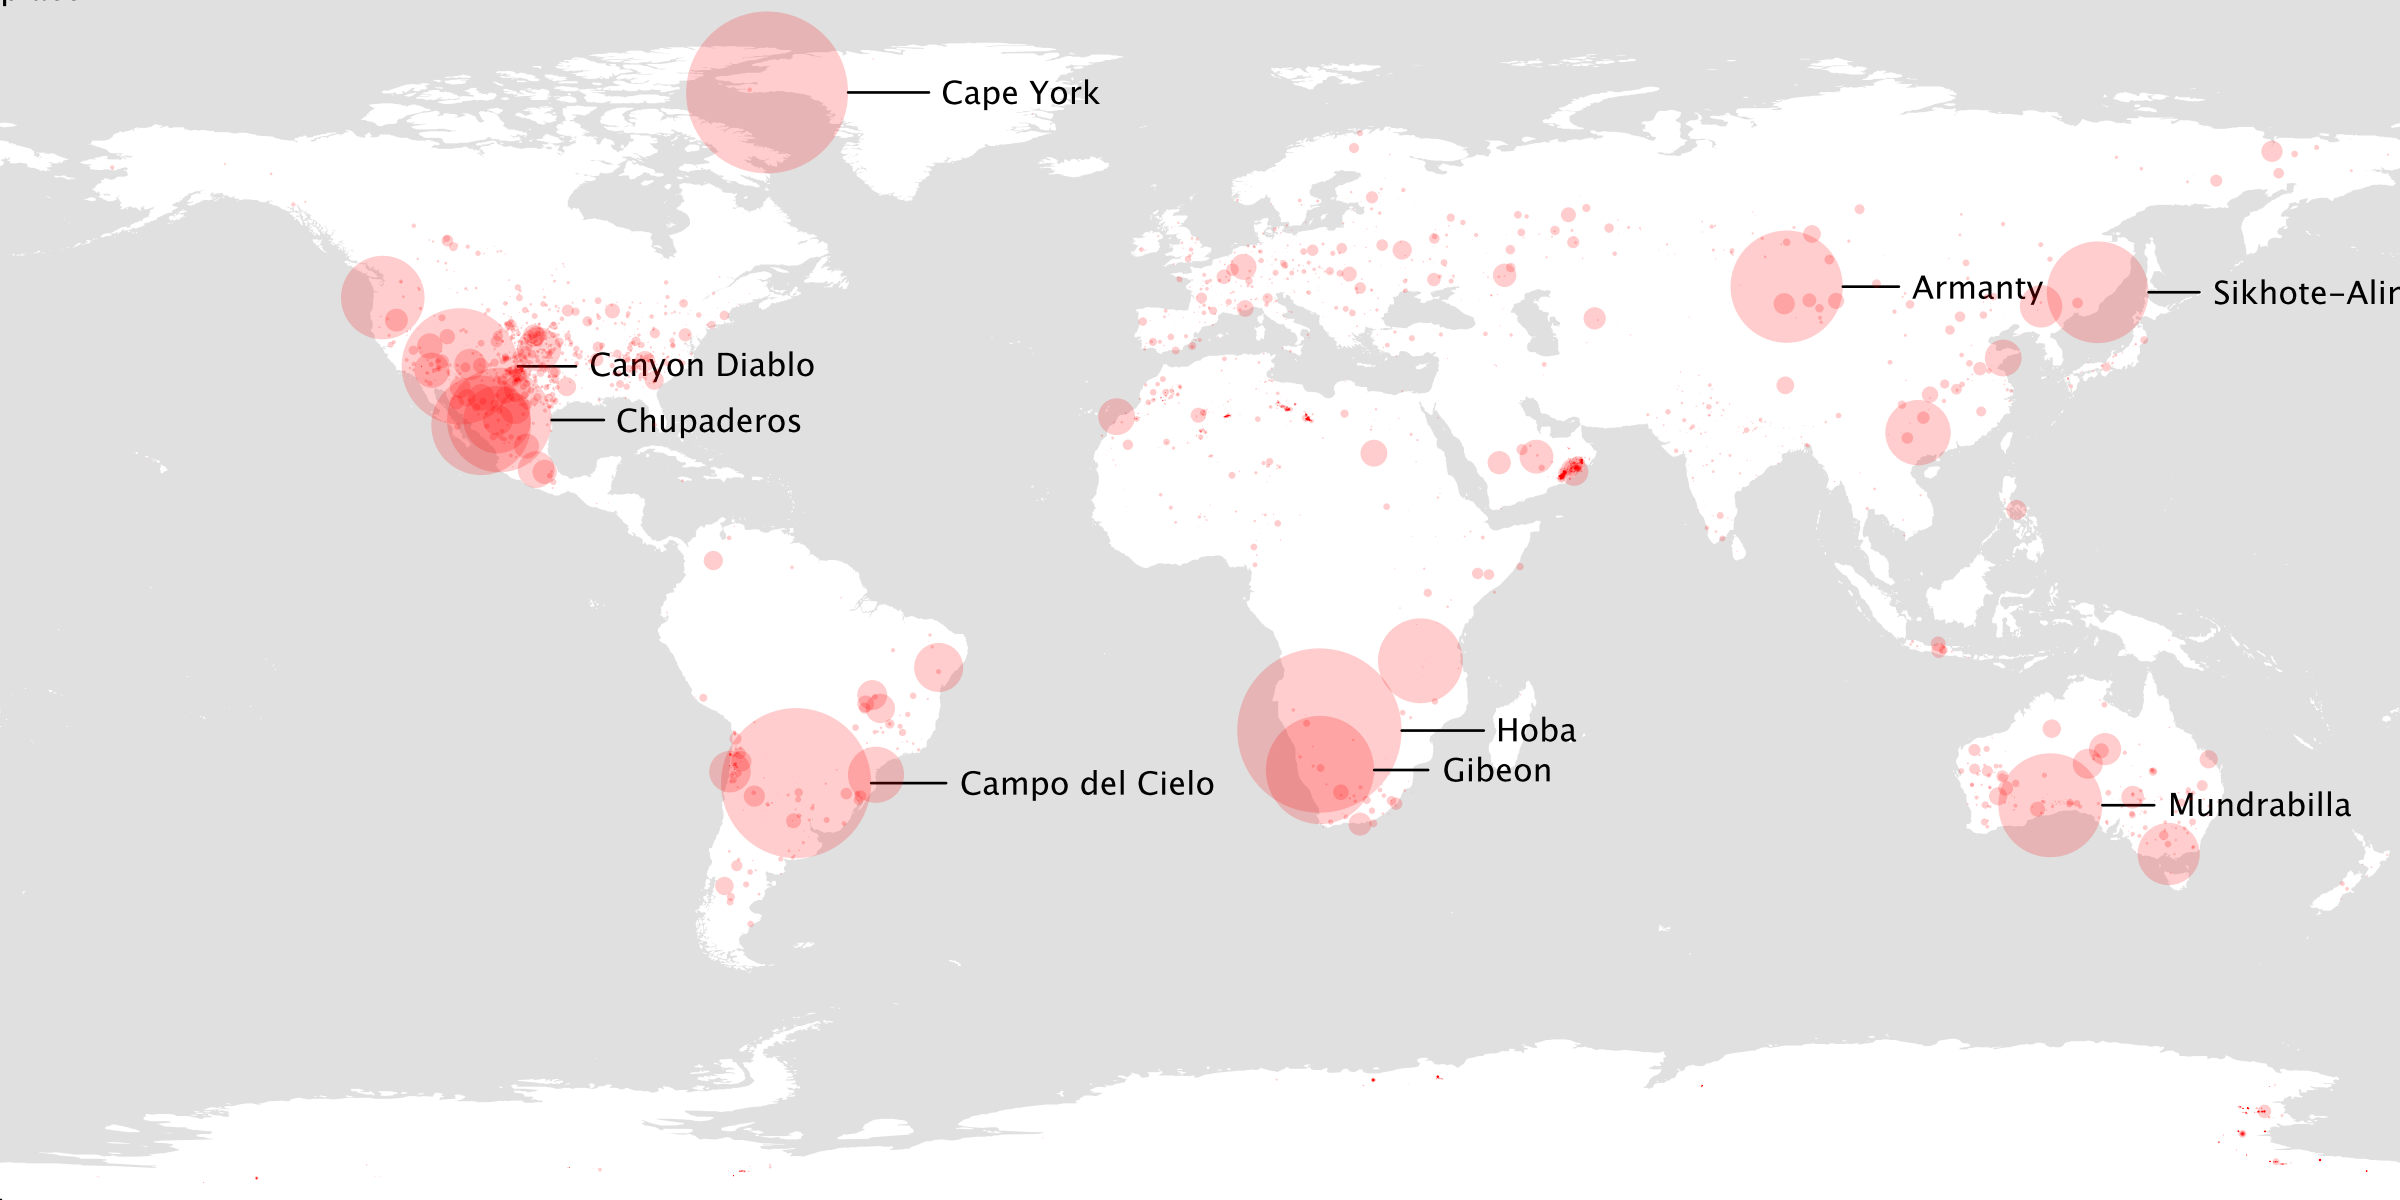 Cape York
Armanty
Sikhote-Alin
Canyon Diablo
Chupaderos
Hoba
Gibeon
Campo del Cielo
Mundrabilla